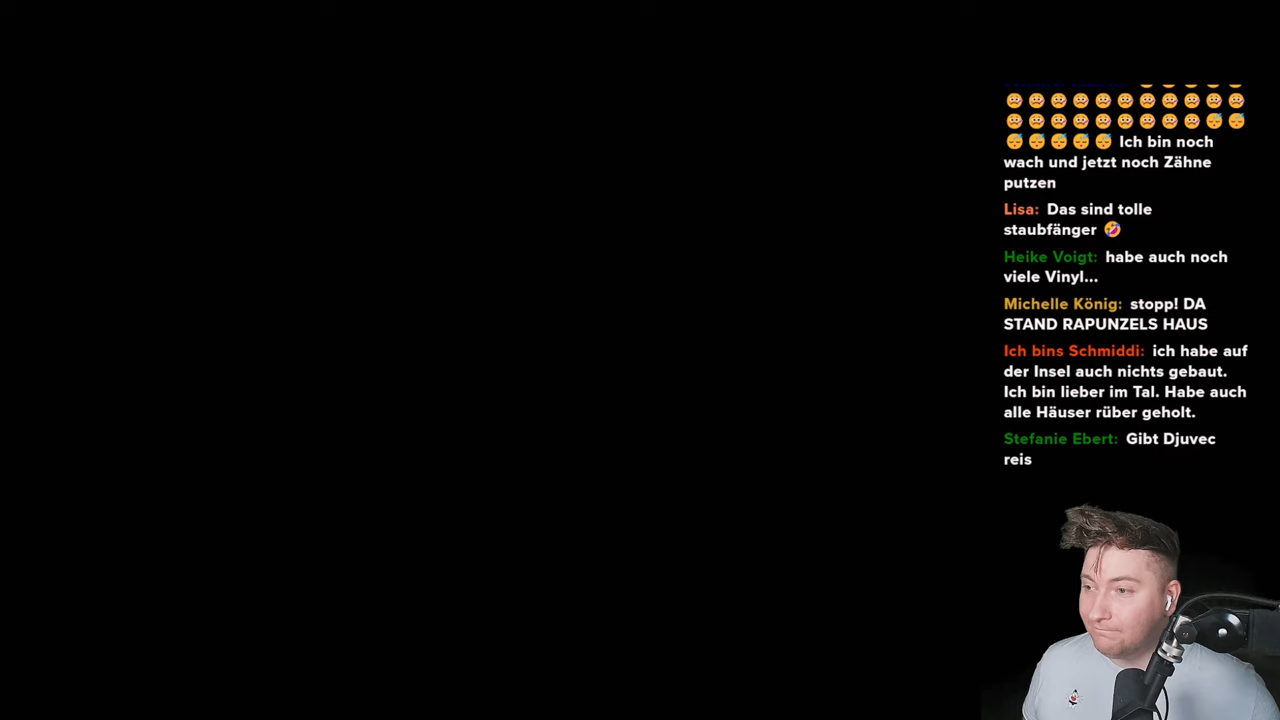 Ich bin noch
wach und jetzt noch Zähne
putzen
Lisa: Das sind tolle
staubfänger 🤣
Heike Voigt: habe auch noch
viele Vinyl...
Michelle König: stopp! DA
STAND RAPUNZELS HAUS
Ich bins Schmiddi: ich habe auf
der Insel auch nichts gebaut.
Ich bin lieber im Tal. Habe auch
alle Häuser rüber geholt.
Stefanie Ebert: Gibt Djuvec
reis